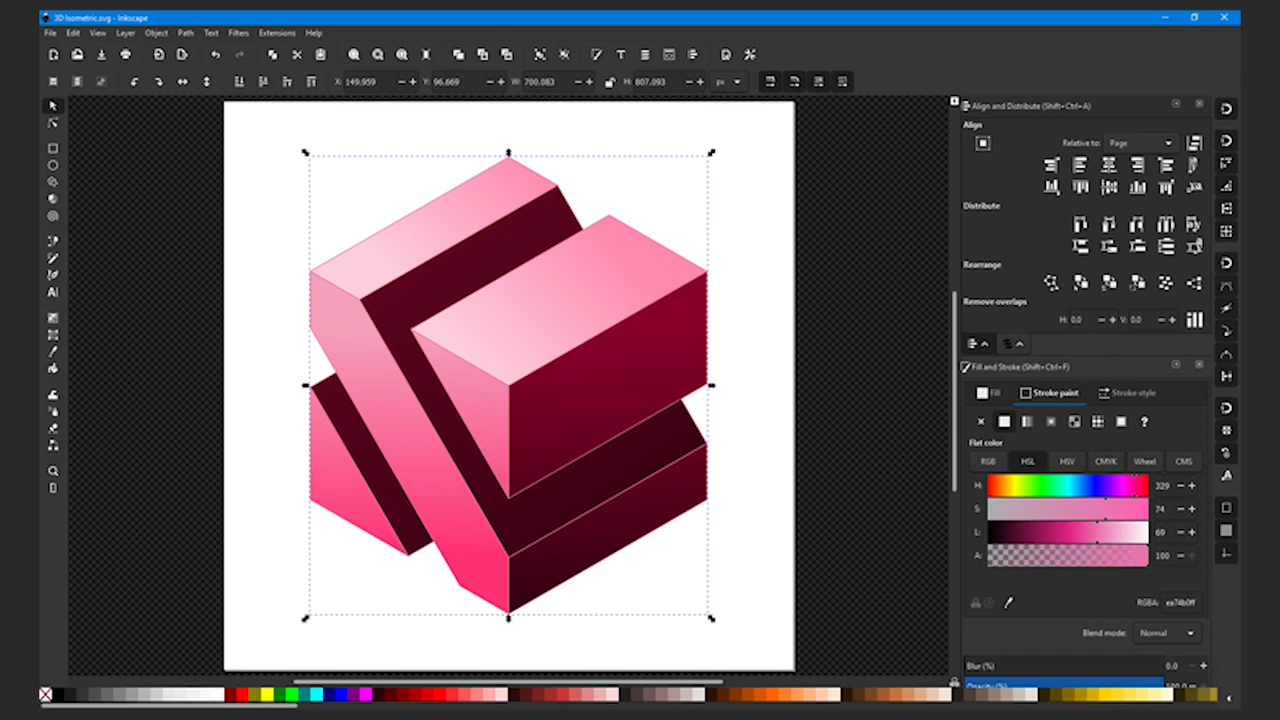 3D Isometric.svg - Inkscape
File Edit View Layer Object Path Text Filters Extensions Help
X: 149.959 − + Y: 96.669 − + W: 700.083 − + H: 807.093 − + px
Align and Distribute (Shift+Ctrl+A)
Align
Relative to: Page
Distribute
Rearrange
Remove overlaps
H: 0.0 − + V: 0.0 − +
Fill and Stroke (Shift+Ctrl+F)
Fill Stroke paint Stroke style
Flat color
RGB HSL HSV CMYK Wheel CMS
H: 329 − +
S: 74 − +
L: 69 − +
A: 100 − +
RGBA: ea74b0ff
Blend mode: Normal
Blur (%) 0.0 − +
Opacity (%)